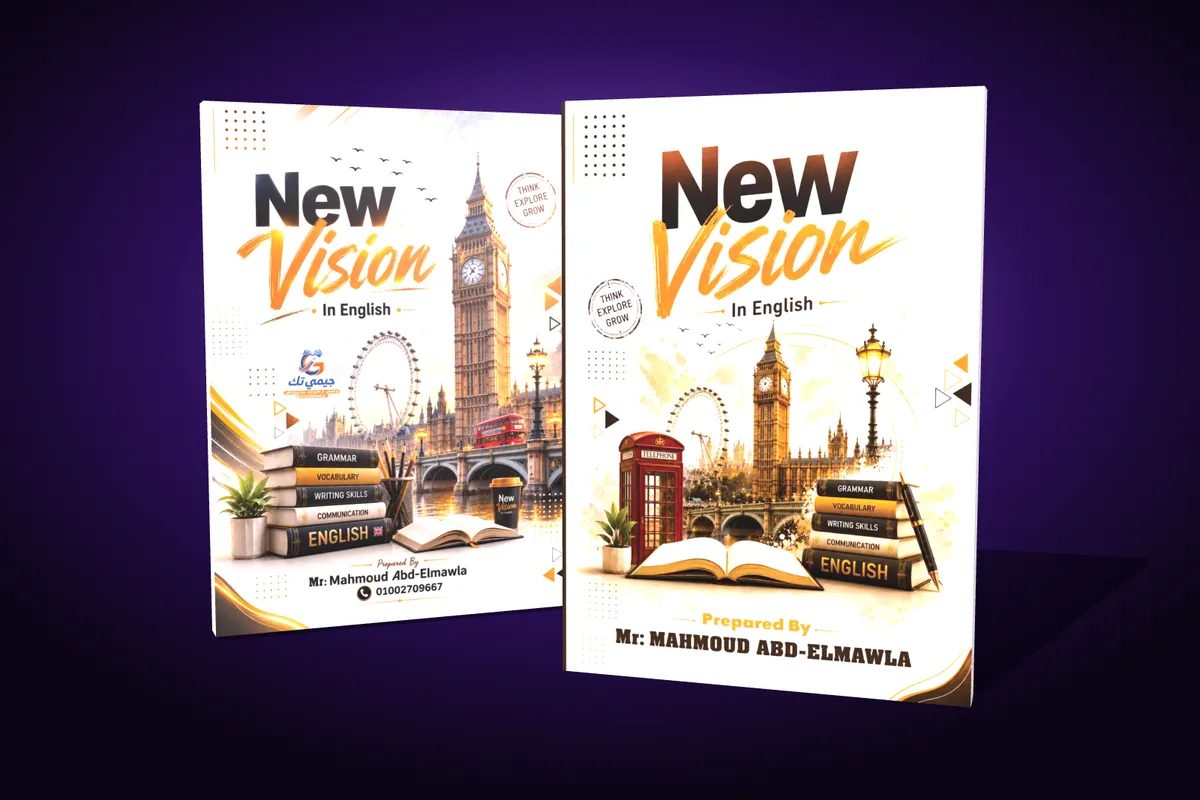 New
Vision
In English
THINK
EXPLORE
GROW
جيمي تك
GRAMMAR
VOCABULARY
WRITING SKILLS
COMMUNICATION
ENGLISH
New
Vision
Prepared By
Mr: Mahmoud Abd-Elmawla
01002709667
New
Vision
In English
THINK
EXPLORE
GROW
TELEPHONE
GRAMMAR
VOCABULARY
WRITING SKILLS
COMMUNICATION
ENGLISH
Prepared By
Mr: MAHMOUD ABD-ELMAWLA